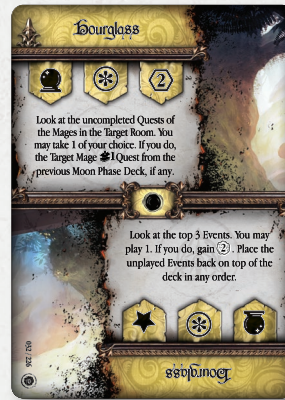 Hourglass
2
Look at the uncompleted Quests of
the Mages in the Target Room. You
may take 1 of your choice. If you do,
the Target Mage 1 Quest from the
previous Moon Phase Deck, if any.
Look at the top 3 Events. You may
play 1. If you do, gain 2. Place the
unplayed Events back on top of the
deck in any order.
052/226
Hourglass